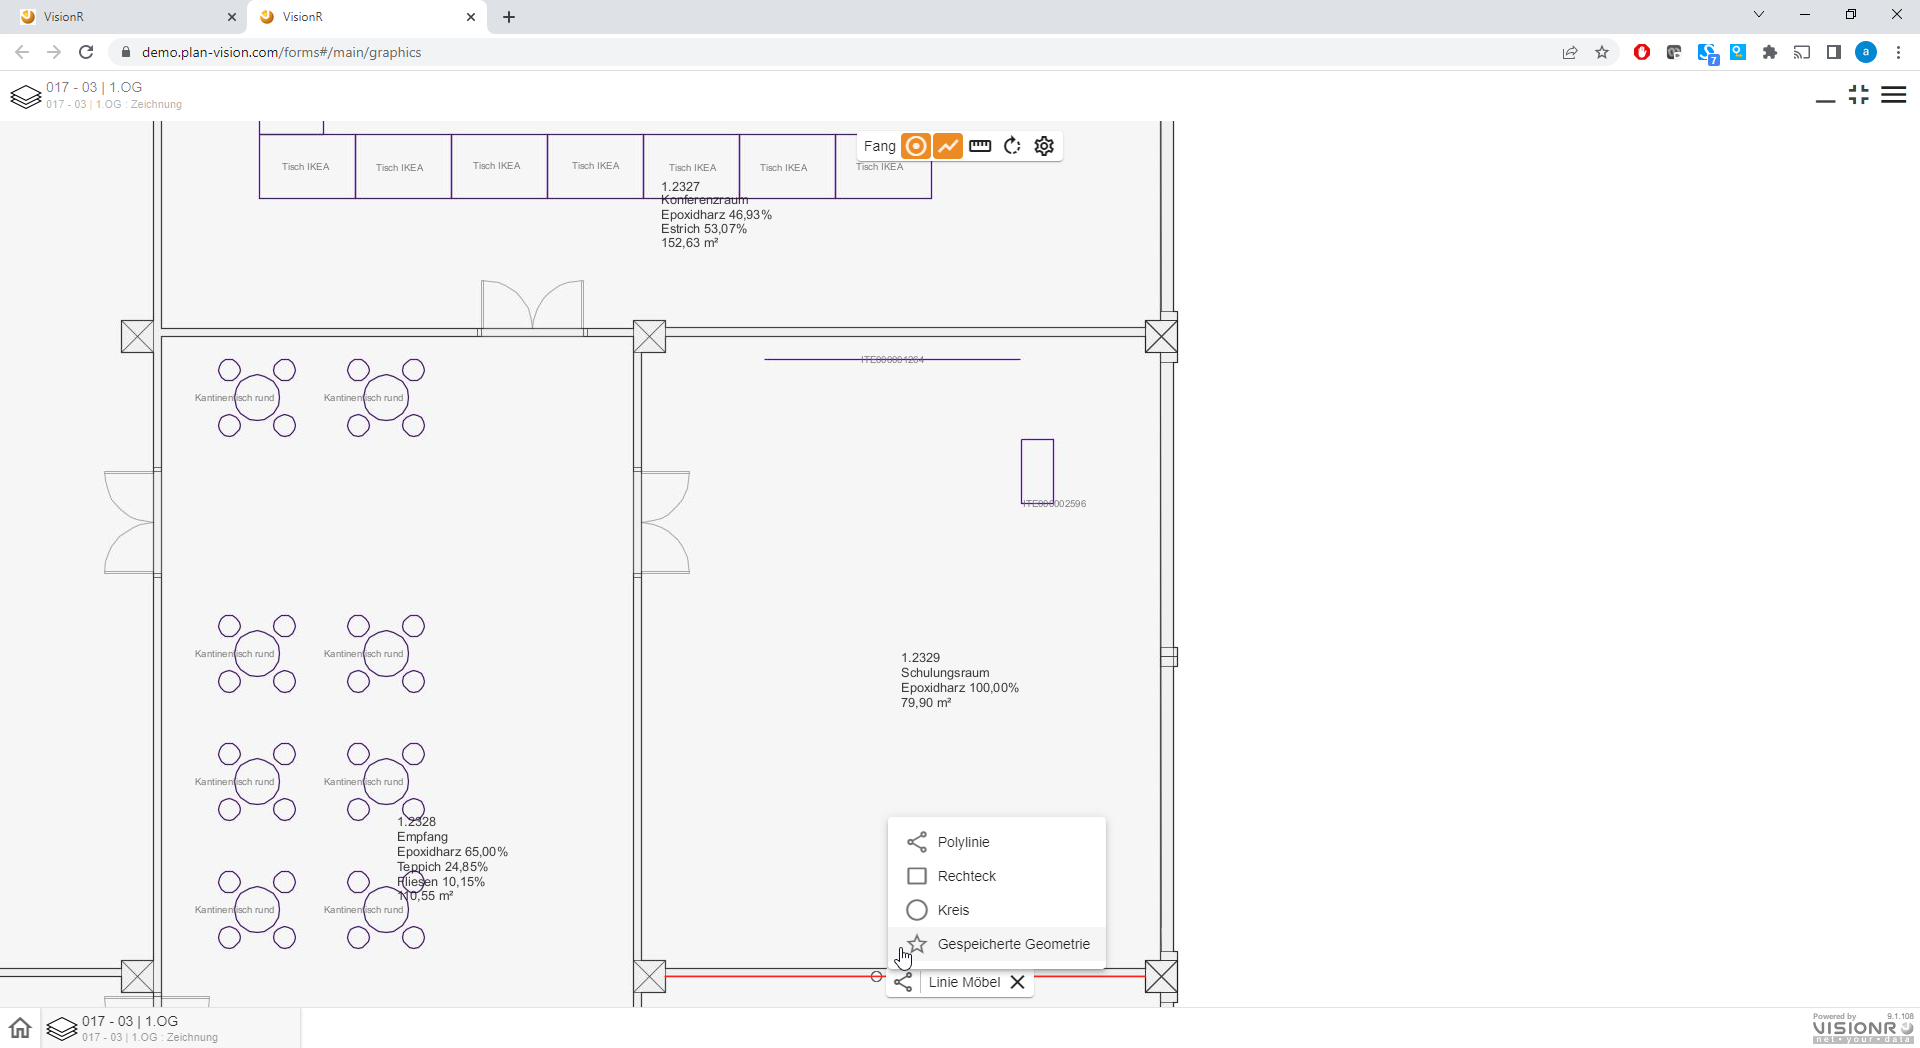 VisionR
VisionR
demo.plan-vision.com/forms#/main/graphics
7
a
017 - 03 | 1.OG
017 - 03 | 1.OG : Zeichnung
Fang
Tisch IKEA
Tisch IKEA
Tisch IKEA
Tisch IKEA
Tisch IKEA
Tisch IKEA
Tisch IKEA
1.2327
Konferenzraum
Epoxidharz 46,93%
Estrich 53,07%
152,63 m²
ITE000001264
Kantinentisch rund
Kantinentisch rund
ITE000002596
Kantinentisch rund
Kantinentisch rund
1.2329
Schulungsraum
Epoxidharz 100,00%
79,90 m²
Kantinentisch rund
Kantinentisch rund
1.2328
Empfang
Epoxidharz 65,00%
Teppich 24,85%
Fliesen 10,15%
110,55 m²
Kantinentisch rund
Kantinentisch rund
Polylinie
Rechteck
Kreis
Gespeicherte Geometrie
Linie Möbel
017 - 03 | 1.OG
017 - 03 | 1.OG : Zeichnung
Powered by 9.1.108
VISIONR
net • your • data